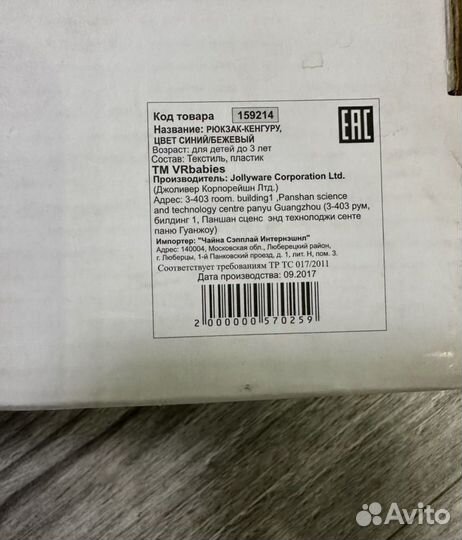 Код товара 159214
Название: РЮКЗАК-КЕНГУРУ,
ЦВЕТ СИНИЙ/БЕЖЕВЫЙ
Возраст: для детей до 3 лет
Состав: Текстиль, пластик
ТМ VRbabies
Производитель: Jollyware Corporation Ltd.
(Джоливер Корпорейшн Лтд.)
Адрес: 3-403 room. building1 ,Panshan science
and technology centre panyu Guangzhou (3-403 рум,
билдинг 1, Паншан сценс энд технолоджи сенте
паню Гуанжоу)
Импортер: "Чайна Сэпплай Интернэшнл"
Адрес: 140004, Московская обл., Люберецкий район,
г. Люберцы, 1-й Панковский проезд, д. 1, лит. Н, пом. 3.
Соответствует требованиям ТР ТС 017/2011
Дата производства: 09.2017
2 000000 570259
EAC
Avito